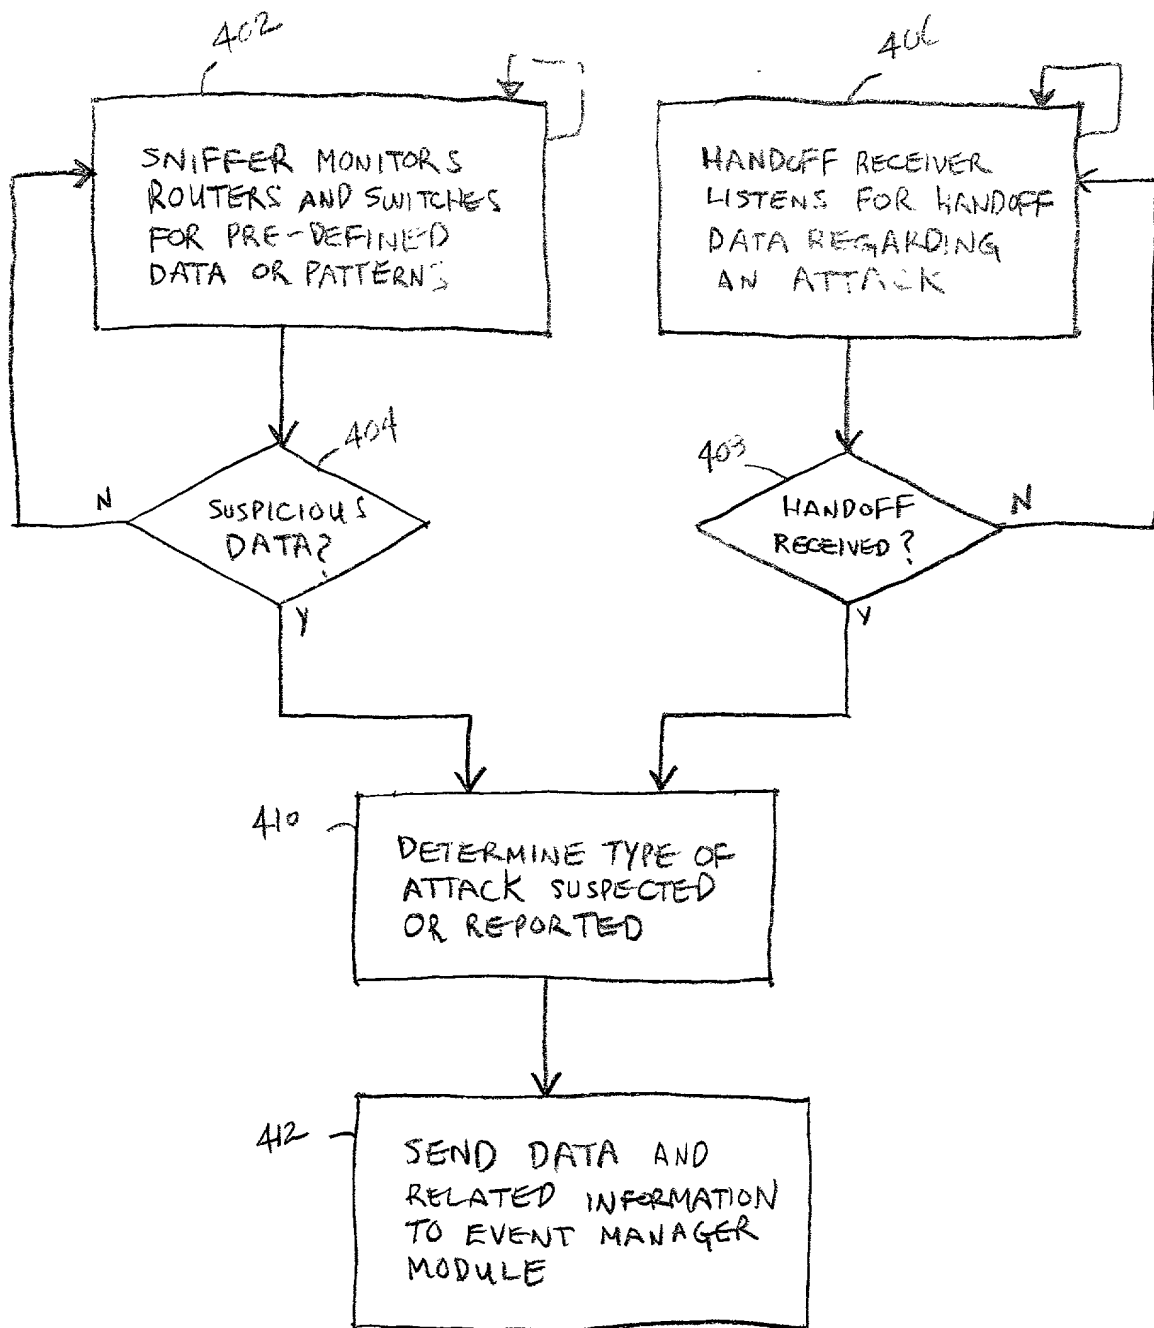 402
SNIFFER MONITORS
ROUTERS AND SWITCHES
FOR PRE-DEFINED
DATA OR PATTERNS
406
HANDOFF RECEIVER
LISTENS FOR HANDOFF
DATA REGARDING
AN ATTACK
404
SUSPICIOUS
DATA?
N
Y
403
HANDOFF
RECEIVED?
N
Y
410
DETERMINE TYPE OF
ATTACK SUSPECTED
OR REPORTED
412
SEND DATA AND
RELATED INFORMATION
TO EVENT MANAGER
MODULE